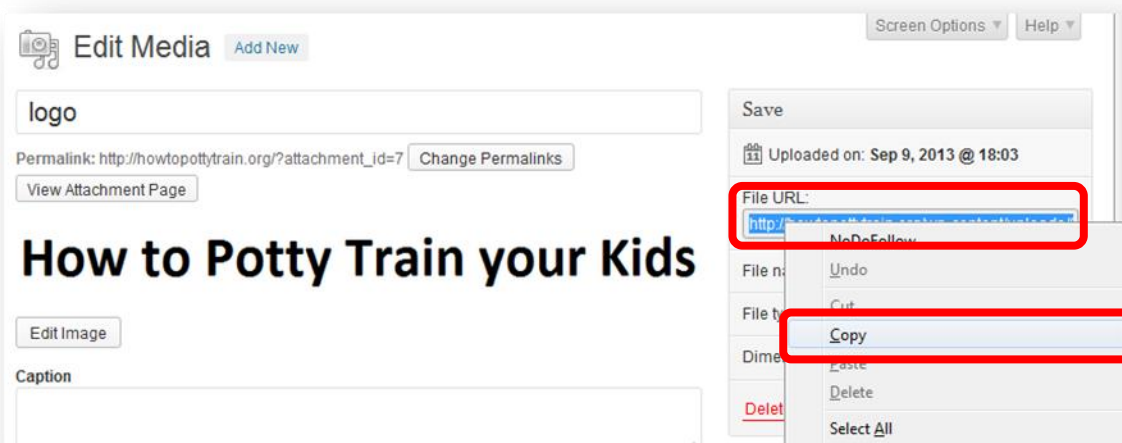 Screen Options Help
Edit Media Add New
logo
Permalink: http://howtopottytrain.org/?attachment_id=7 Change Permalinks
View Attachment Page
How to Potty Train your Kids
Edit Image
Caption
Save
Uploaded on: Sep 9, 2013 @ 18:03
File URL:
NoDoFollow
Undo
Cut
Copy
Paste
Delete
Select All
File
File